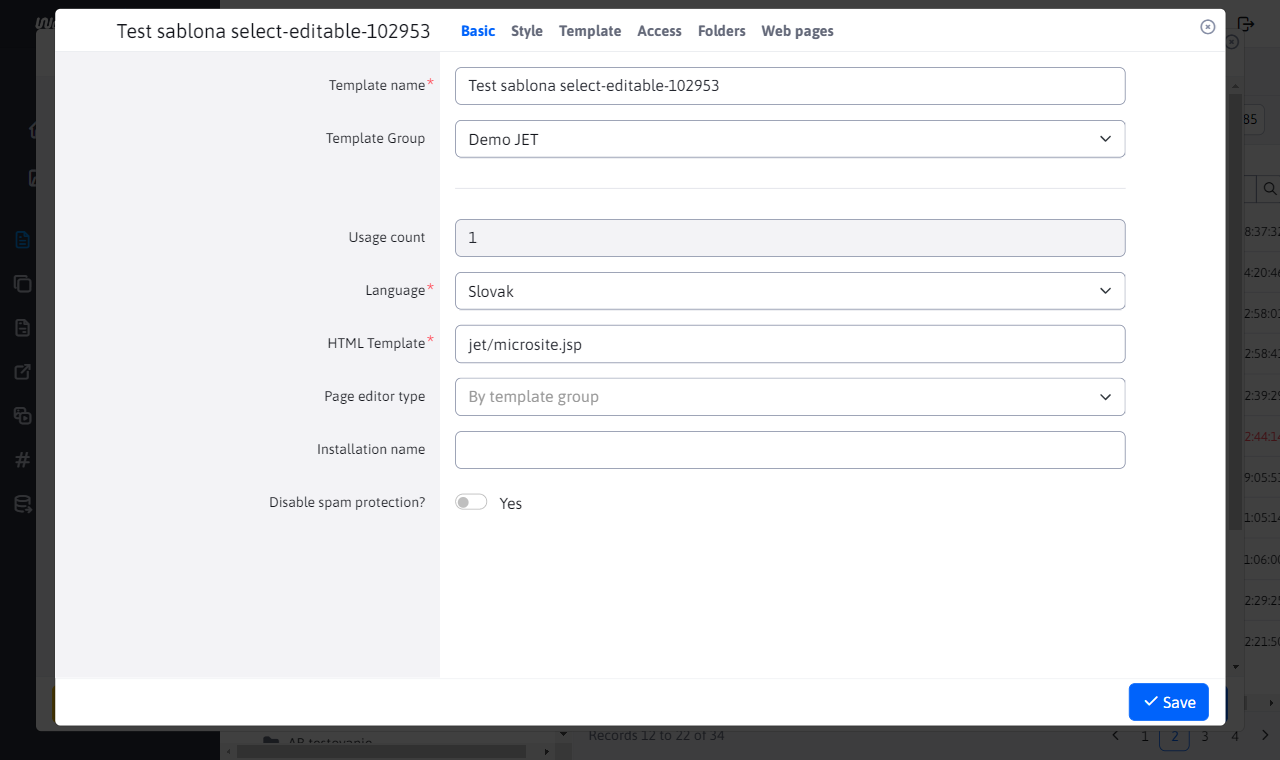 Test sablona select-editable-102953
Basic Style Template Access Folders Web pages
Template name*
Test sablona select-editable-102953
Template Group
Demo JET
Usage count
1
Language*
Slovak
HTML Template*
jet/microsite.jsp
Page editor type
By template group
Installation name
Disable spam protection?
Yes
Save
85
8:37:3
4:20:4
2:58:0
2:58:4
2:39:2
2:44:1
9:05:5
1:05:1
1:06:0
2:29:2
2:21:5
AB testovanie
Records 12 to 22 of 34
1 2 3 4